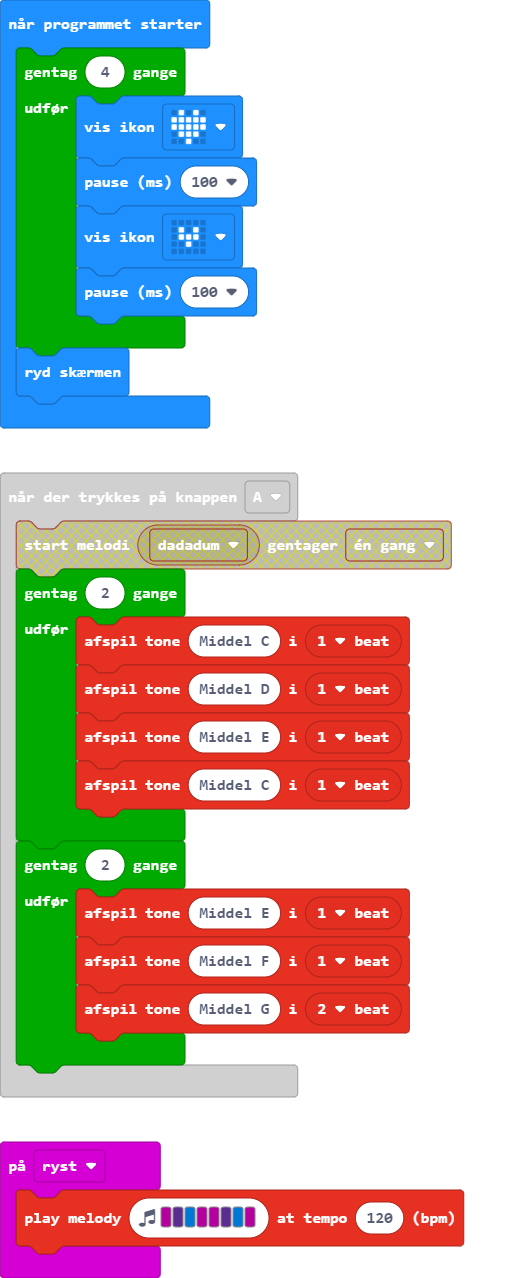 når programmet starter
gentag 4 gange
udfør
vis ikon
pause (ms) 100
vis ikon
pause (ms) 100
ryd skærmen
når der trykkes på knappen A
start melodi dadadum gentager én gang
gentag 2 gange
udfør
afspil tone Middel C i 1 beat
afspil tone Middel D i 1 beat
afspil tone Middel E i 1 beat
afspil tone Middel C i 1 beat
gentag 2 gange
udfør
afspil tone Middel E i 1 beat
afspil tone Middel F i 1 beat
afspil tone Middel G i 2 beat
på ryst
play melody at tempo 120 (bpm)